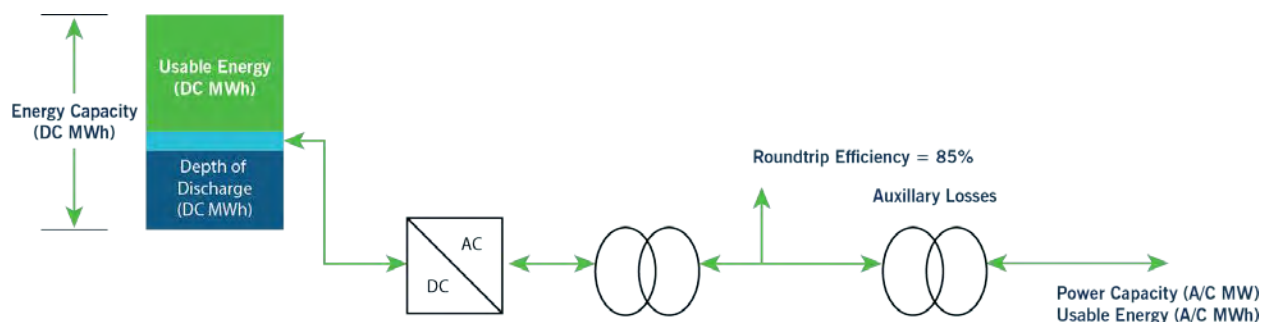 Usable Energy
(DC MWh)
Energy Capacity
(DC MWh)
Depth of
Discharge
(DC MWh)
Roundtrip Efficiency = 85%
Auxillary Losses
AC
DC
Power Capacity (A/C MW)
Usable Energy (A/C MWh)